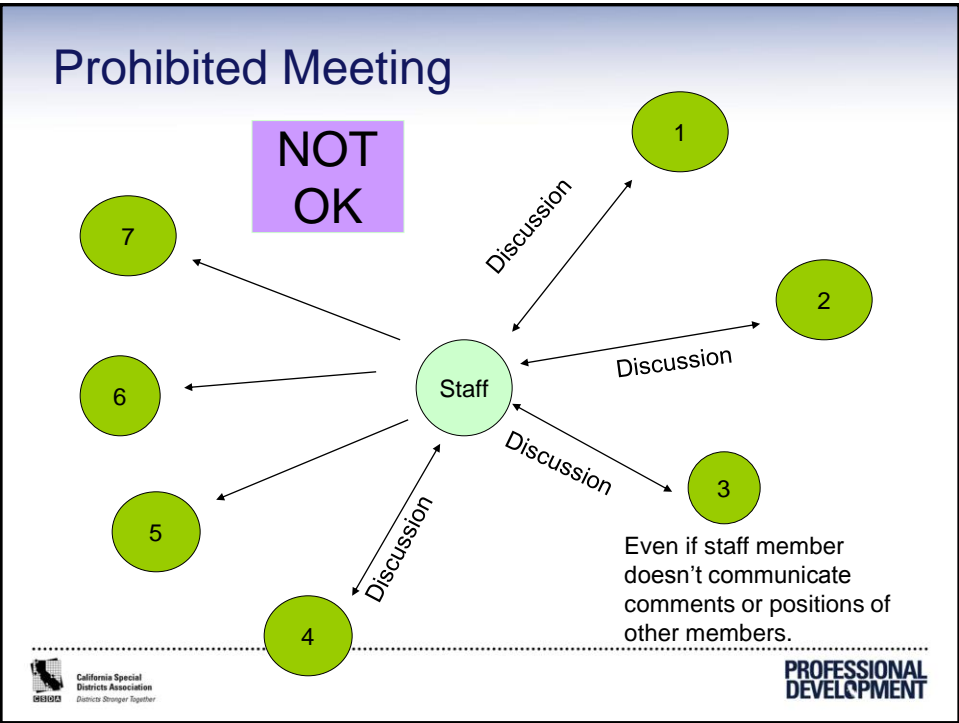 Prohibited Meeting
NOT
OK
1
Discussion
7
2
Discussion
Staff
6
Discussion
3
5
Discussion
Even if staff member
doesn't communicate
comments or positions of
other members.
4
CSDA
California Special
Districts Association
Districts Stronger Together
PROFESSIONAL
DEVELOPMENT